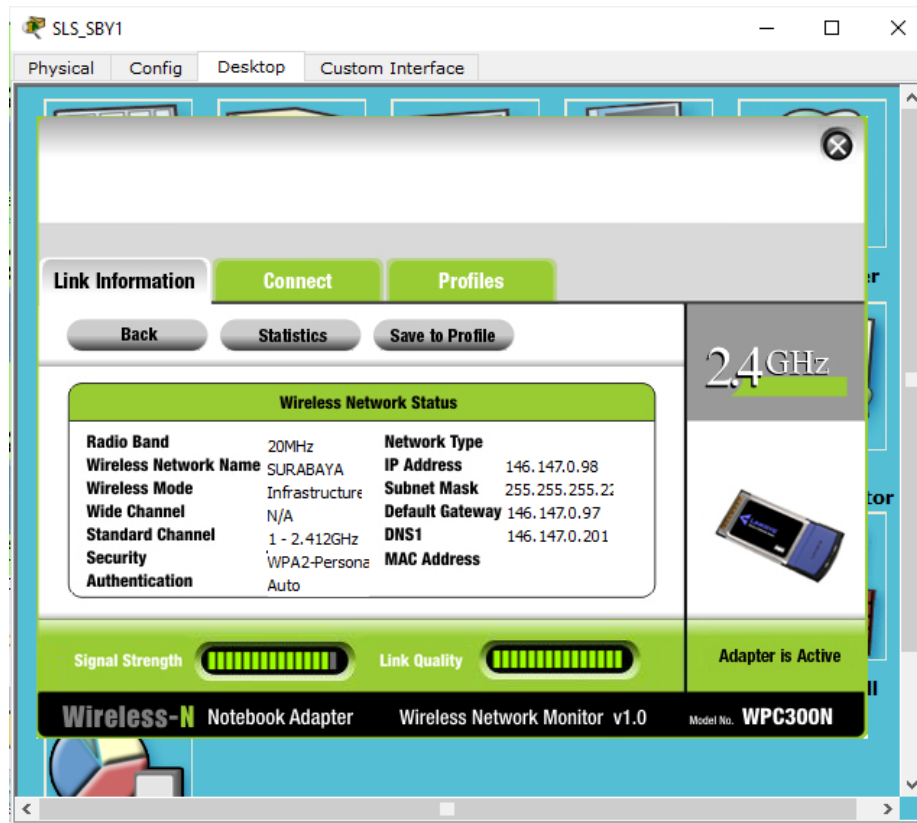 SLS_SBY1
Physical Config Desktop Custom Interface
Link Information Connect Profiles
Back Statistics Save to Profile
2.4GHz
Wireless Network Status
Radio Band 20MHz Network Type
Wireless Network Name SURABAYA IP Address 146.147.0.98
Wireless Mode Infrastructure Subnet Mask 255.255.255.22
Wide Channel N/A Default Gateway 146.147.0.97
Standard Channel 1 - 2.412GHz DNS1 146.147.0.201
Security WPA2-Persona MAC Address
Authentication Auto
Signal Strength Link Quality Adapter is Active
Wireless-N Notebook Adapter Wireless Network Monitor v1.0 Model No. WPC300N